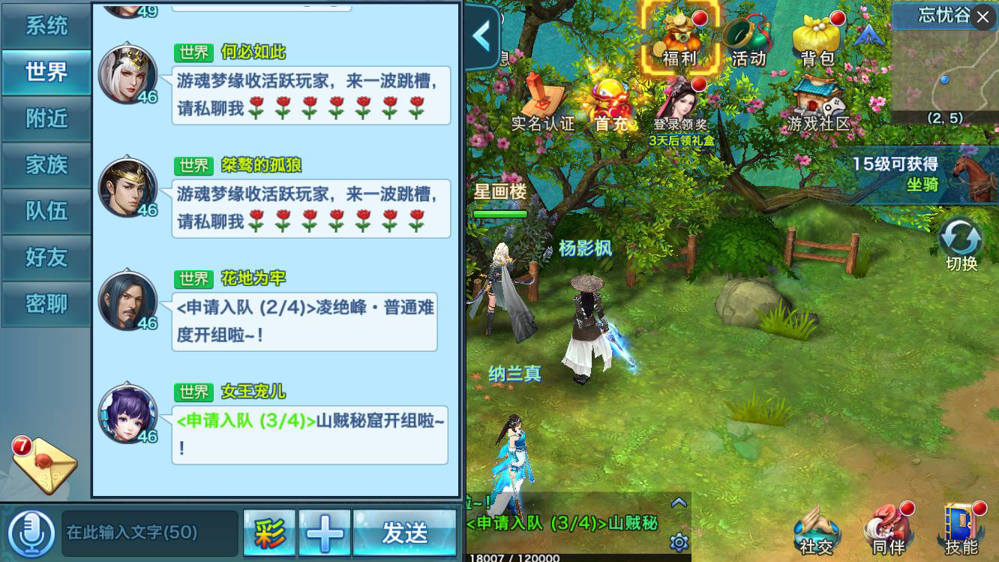 系统
世界
附近
家族
队伍
好友
密聊
7
49
世界 何必如此
游魂梦缘收活跃玩家，来一波跳槽，
请私聊我
46
世界 桀骜的孤狼
游魂梦缘收活跃玩家，来一波跳槽，
请私聊我
46
世界 花地为牢
<申请入队 (2/4)>凌绝峰·普通难
度开组啦~！
46
世界 女王宠儿
<申请入队 (3/4)>山贼秘窟开组啦~
！
46
在此输入文字(50)
彩
发送
息
福利
活动
背包
忘忧谷
实名认证
首充
登录领奖
3天后领礼盒
游戏社区
(2, 5)
15级可获得
坐骑
星画楼
杨影枫
切换
纳兰真
啦~！
<申请入队 (3/4)>山贼秘
18007 / 120000
社交
同伴
技能